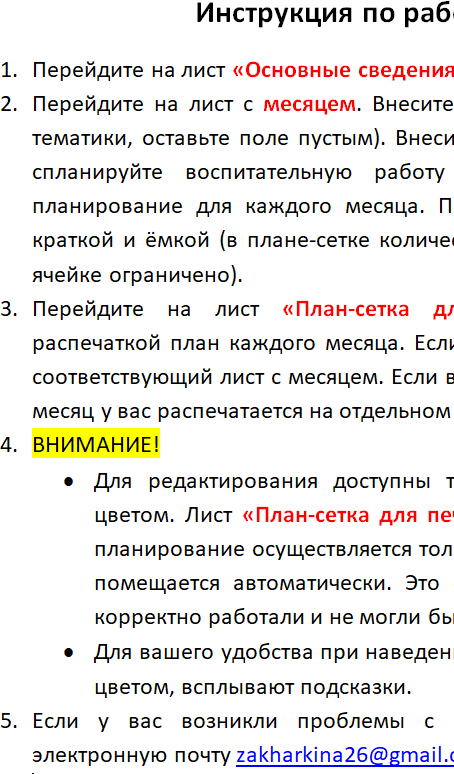 Инструкция по раб
1. Перейдите на лист «Основные сведения
2. Перейдите на лист с месяцем. Внесите
тематики, оставьте поле пустым). Внеси
спланируйте воспитательную работу
планирование для каждого месяца. П
краткой и ёмкой (в плане-сетке количес
ячейке ограничено).
3. Перейдите на лист «План-сетка дл
распечаткой план каждого месяца. Если
соответствующий лист с месяцем. Если в
месяц у вас распечатается на отдельном
4. ВНИМАНИЕ!
● Для редактирования доступны т
цветом. Лист «План-сетка для печ
планирование осуществляется тол
помещается автоматически. Это
корректно работали и не могли бы
● Для вашего удобства при наведени
цветом, всплывают подсказки.
5. Если у вас возникли проблемы с
электронную почту zakharkina26@gmail.c